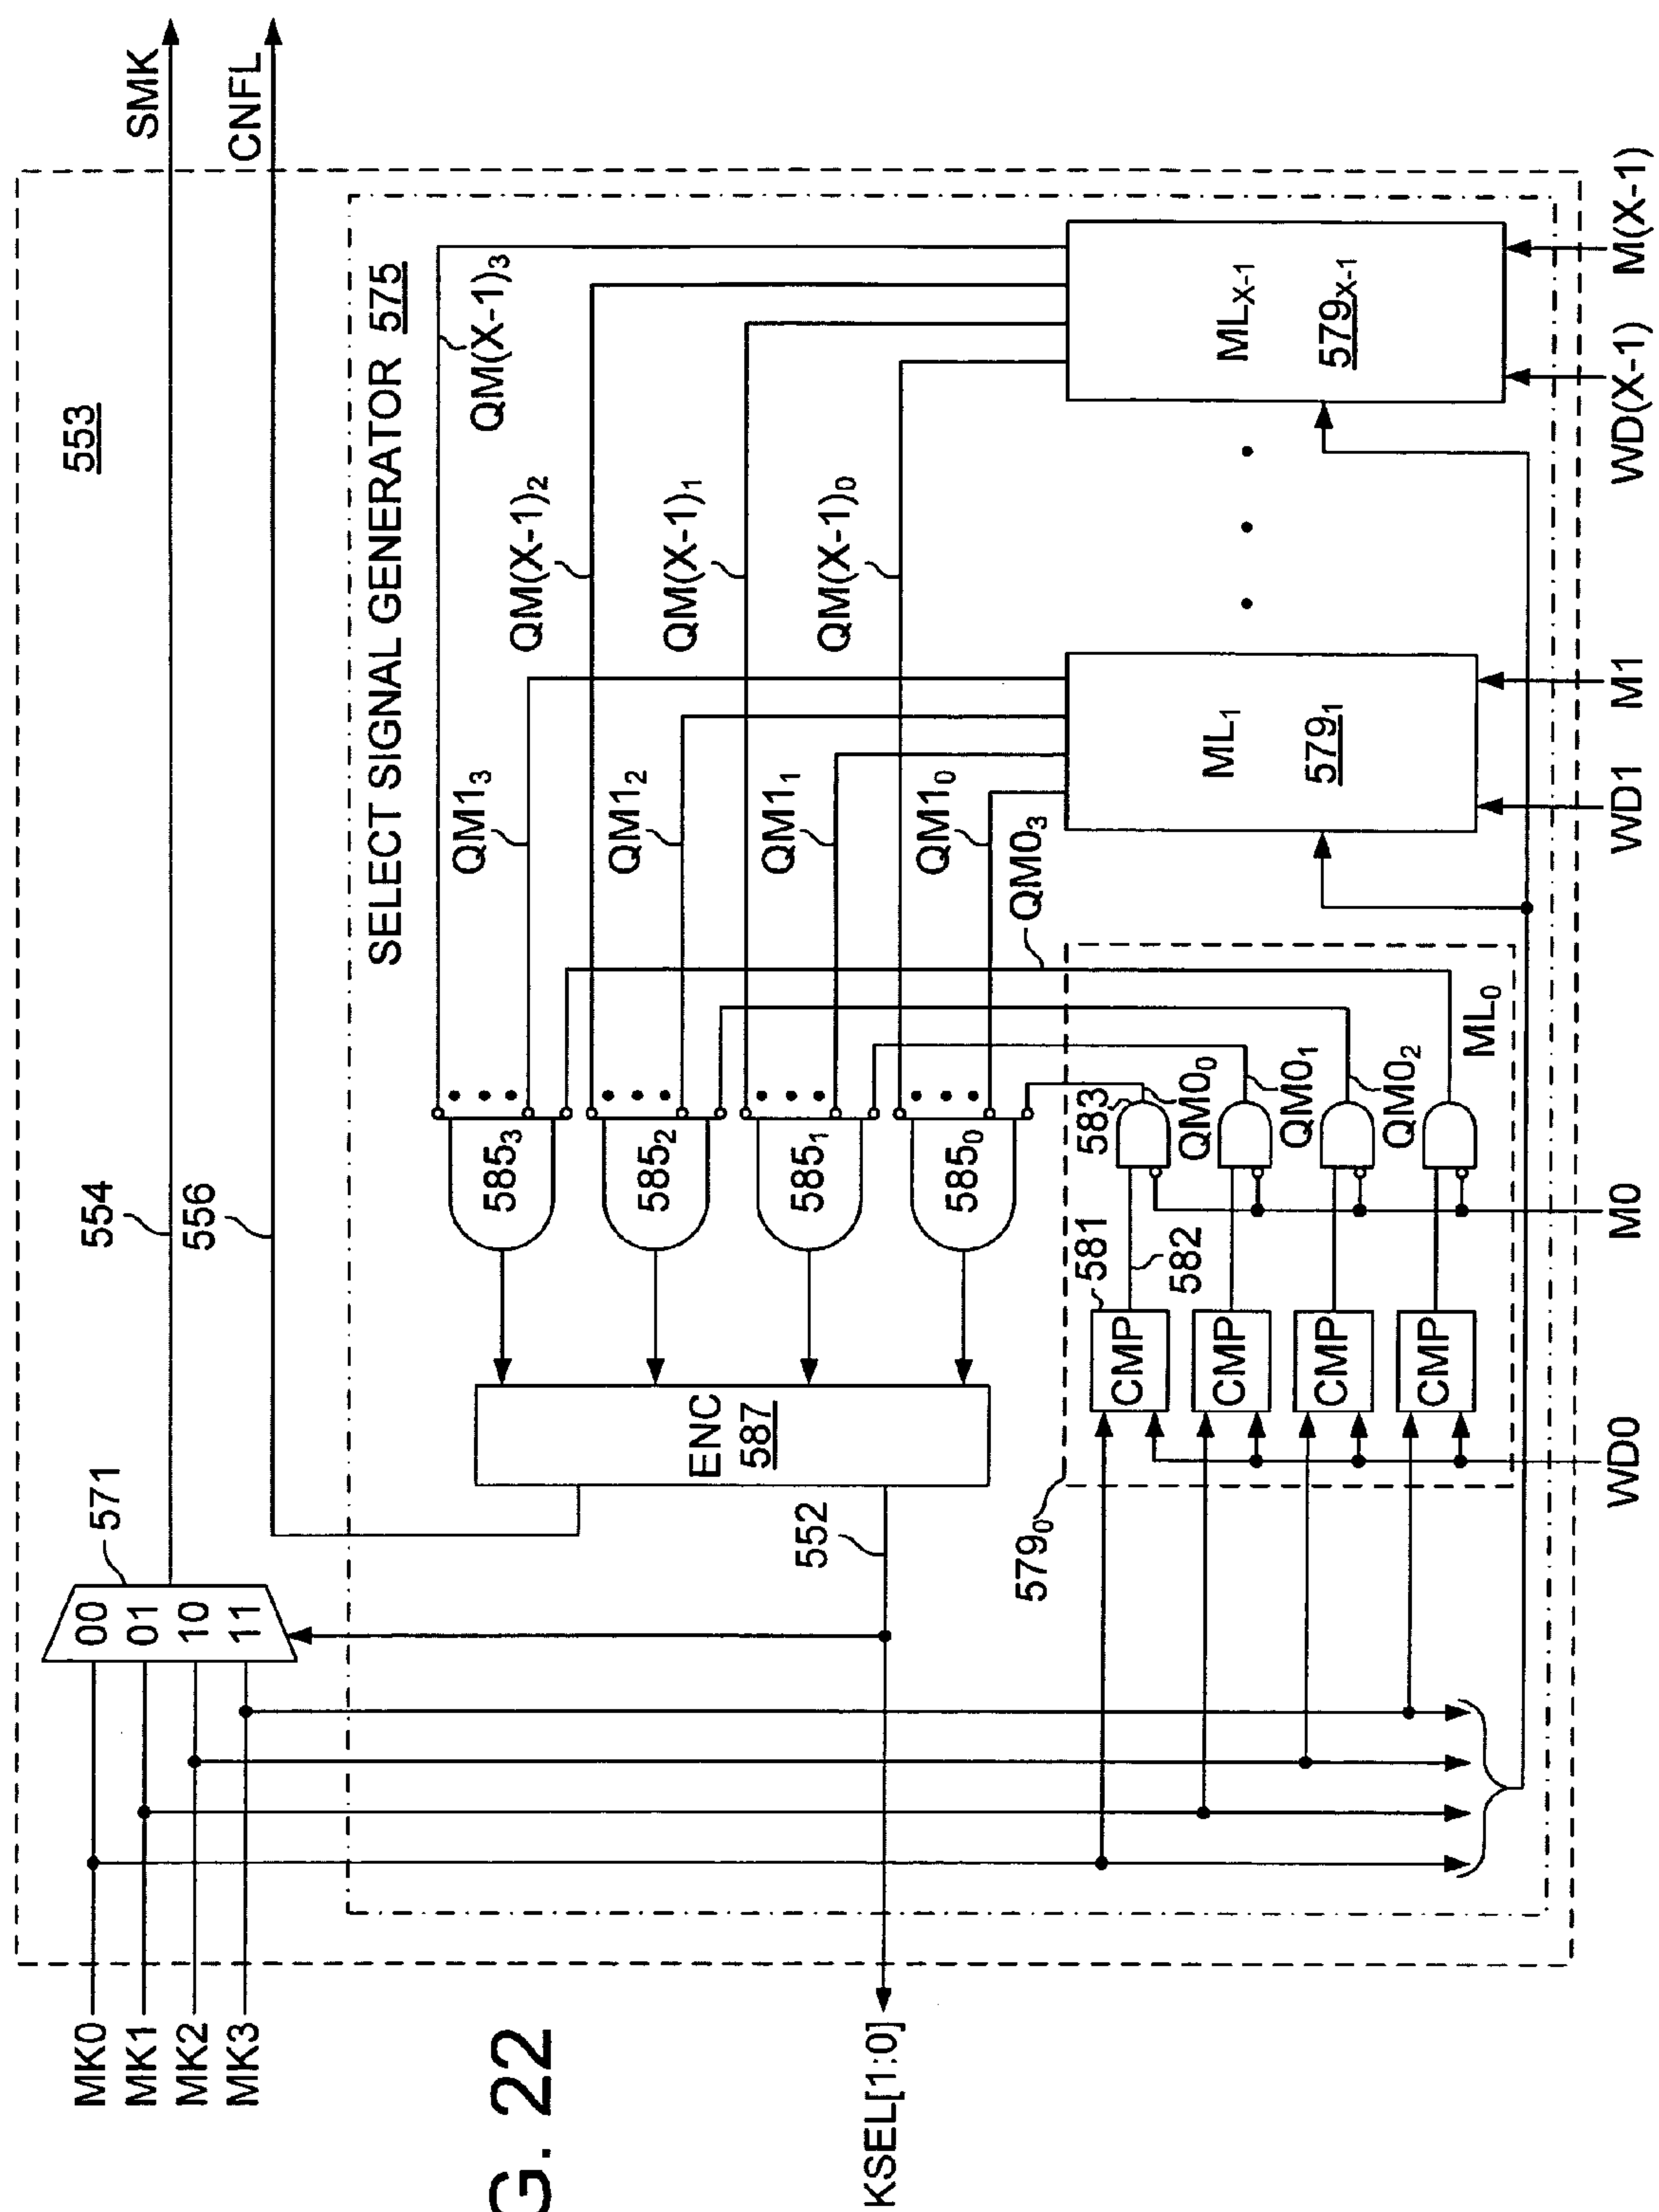 553
SMK
CNFL
554
556
571
00
01
10
11
MK0
MK1
MK2
MK3
SELECT SIGNAL GENERATOR 575
QM(X-1)3
QM(X-1)2
QM(X-1)1
QM(X-1)0
QM13
QM12
QM11
QM10
QM03
5853
5852
5851
5850
ENC
587
552
KSEL[1:0]
5790
581
582
583
CMP
CMP
CMP
CMP
QM00
QM01
QM02
ML0
ML1
5791
MLX-1
579X-1
WD0
M0
WD1
M1
WD(X-1)
M(X-1)
G. 22